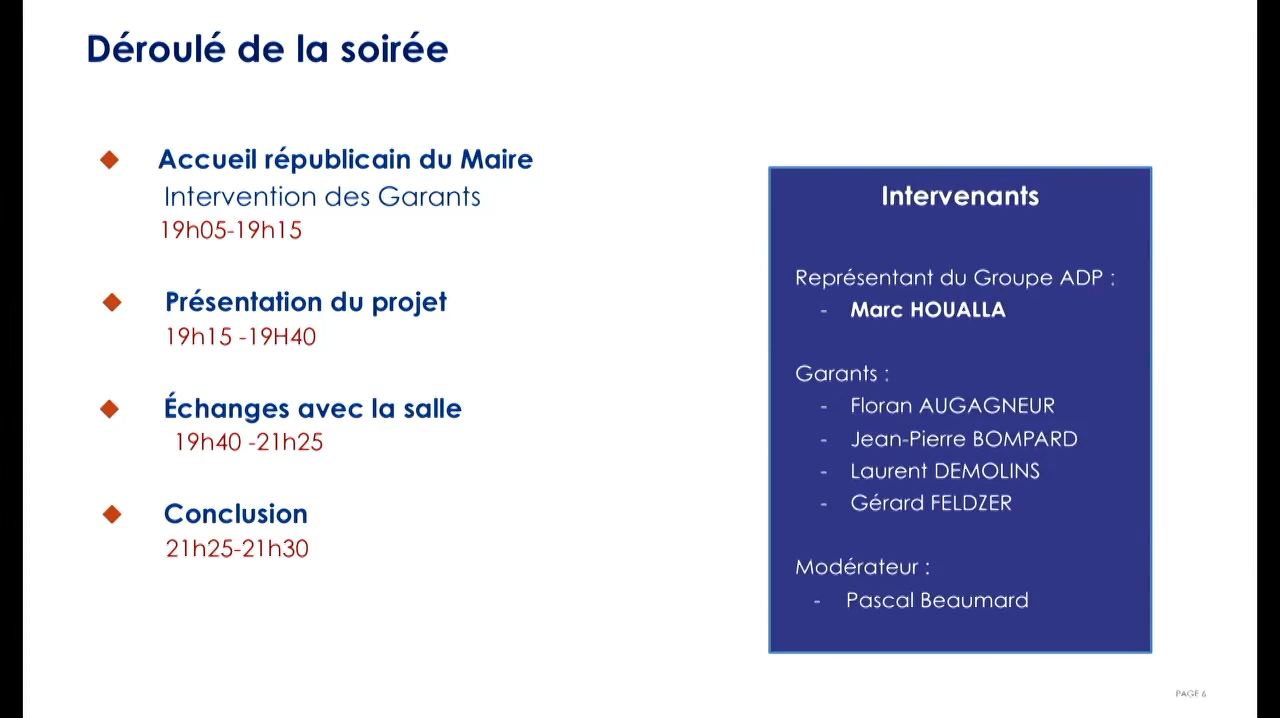 Déroulé de la soirée
Accueil républicain du Maire
Intervention des Garants
19h05-19h15
Présentation du projet
19h15 -19H40
Échanges avec la salle
19h40 -21h25
Conclusion
21h25-21h30
Intervenants
Représentant du Groupe ADP :
- Marc HOUALLA
Garants :
- Floran AUGAGNEUR
- Jean-Pierre BOMPARD
- Laurent DEMOLINS
- Gérard FELDZER
Modérateur :
- Pascal Beaumard
PAGE 6